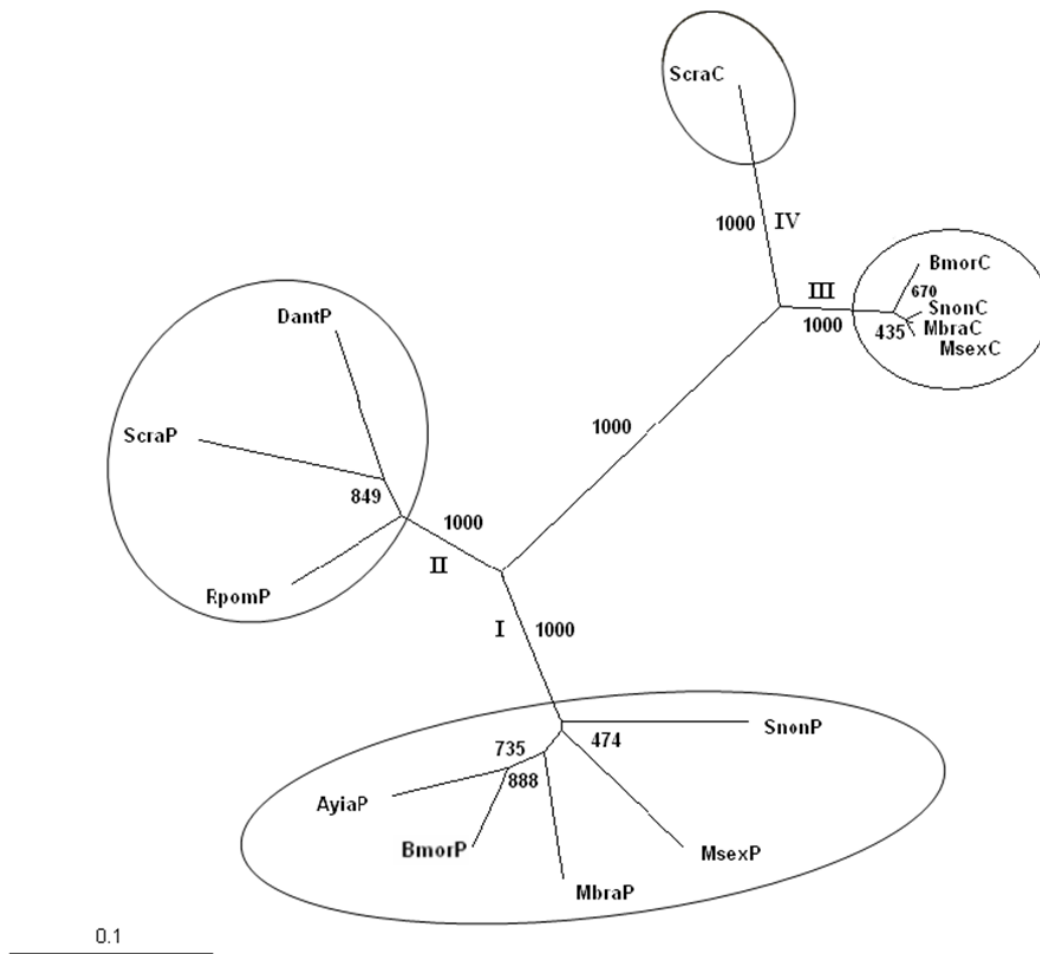 ScraC
1000 IV
BmorC
III
670
SnonC
1000
435
MbraC
MsexC
DantP
ScraP
1000
849
1000
II
RpomP
I
1000
SnonP
735
474
888
AyiaP
BmorP
MsexP
MbraP
0.1